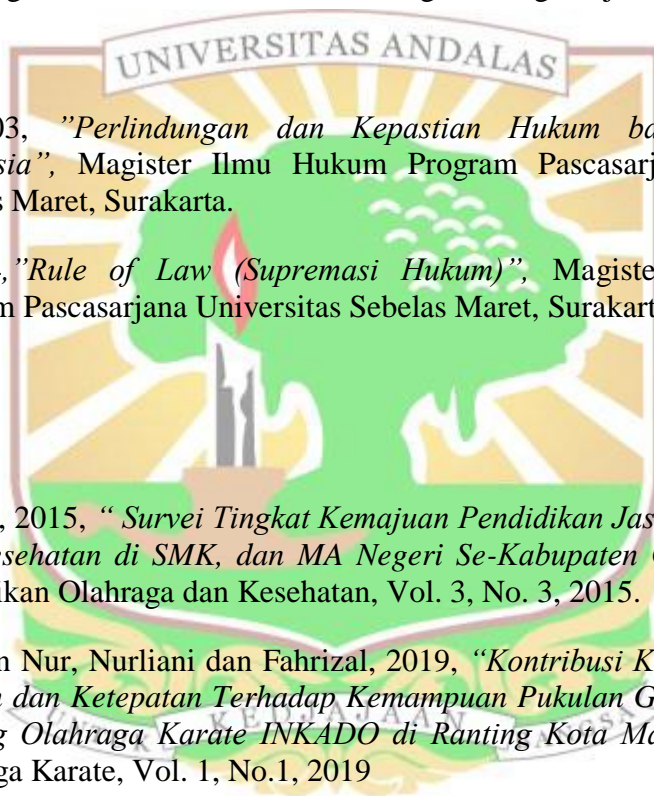 UNIVERSITAS ANDALAS
03, ”Perlindungan dan Kepastian Hukum ba
sia”, Magister Ilmu Hukum Program Pascasarj
s Maret, Surakarta.
,”Rule of Law (Supremasi Hukum)”, Magiste
m Pascasarjana Universitas Sebelas Maret, Surakart
, 2015, “ Survei Tingkat Kemajuan Pendidikan Jas
esehatan di SMK, dan MA Negeri Se-Kabupaten
ikan Olahraga dan Kesehatan, Vol. 3, No. 3, 2015.
n Nur, Nurliani dan Fahrizal, 2019, “Kontribusi K
n dan Ketepatan Terhadap Kemampuan Pukulan G
g Olahraga Karate INKADO di Ranting Kota Ma
ga Karate, Vol. 1, No.1, 2019